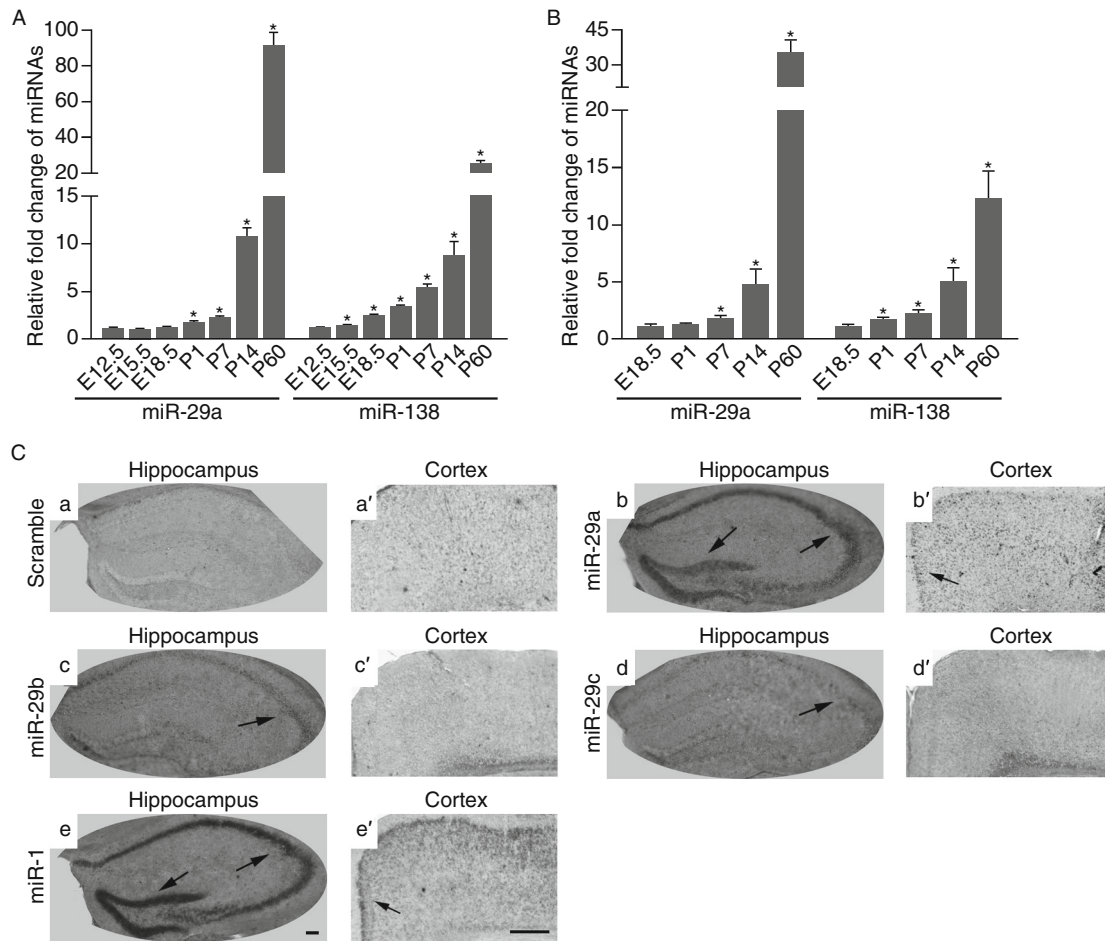 A
Relative fold change of miRNAs
100
80
60
40
20
15
10
5
0
* * * * * * * * * *
E12.5 E15.5 E18.5 P1 P7 P14 P60 E12.5 E15.5 E18.5 P1 P7 P14 P60
miR-29a miR-138
B
Relative fold change of miRNAs
45
30
20
15
10
5
0
* * * * * * *
E18.5 P1 P7 P14 P60 E18.5 P1 P7 P14 P60
miR-29a miR-138
C
Hippocampus Cortex Hippocampus Cortex
Scramble a a′ miR-29a b b′
Hippocampus Cortex Hippocampus Cortex
miR-29b c c′ miR-29c d d′
Hippocampus Cortex
miR-1 e e′